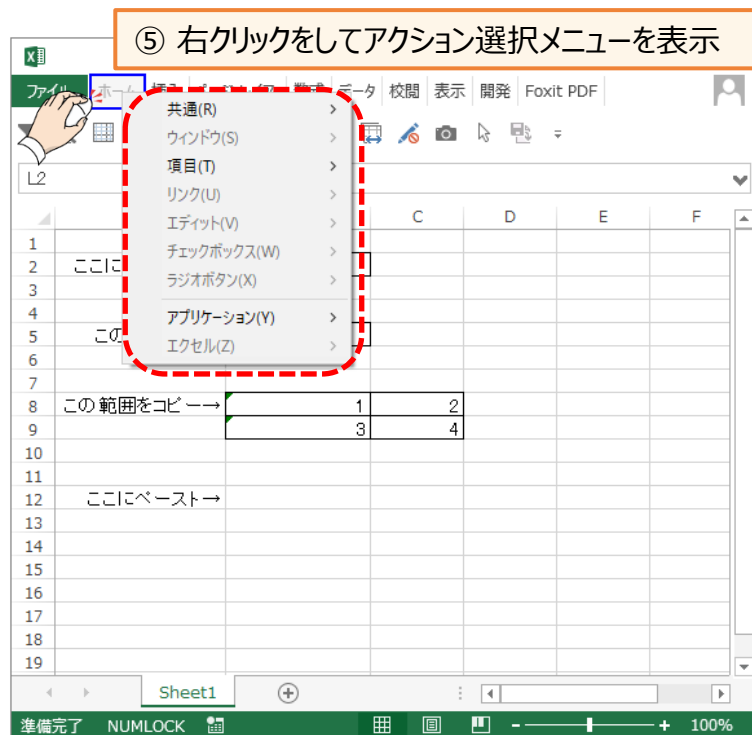 ⑤ 右クリックをしてアクション選択メニューを表示
データ 校閲 表示 開発 Foxit PDF
共通(R)
ウィンドウ(S)
項目(T)
リンク(U)
エディット(V)
チェックボックス(W)
ラジオボタン(X)
アプリケーション(Y)
エクセル(Z)
L2
C D E F
1
2 ここに
3
4
5 この
6
7
8 この範囲をコピー→ 1 2
9 3 4
10
11
12 ここにペースト→
13
14
15
16
17
18
19
Sheet1
準備完了 NUMLOCK 100%